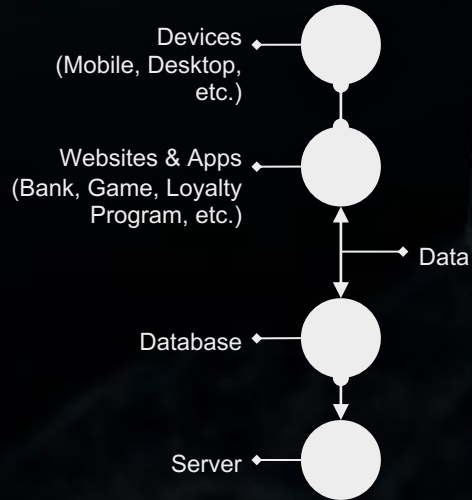 Devices
(Mobile, Desktop,
etc.)
Websites & Apps
(Bank, Game, Loyalty
Program, etc.)
Data
Database
Server